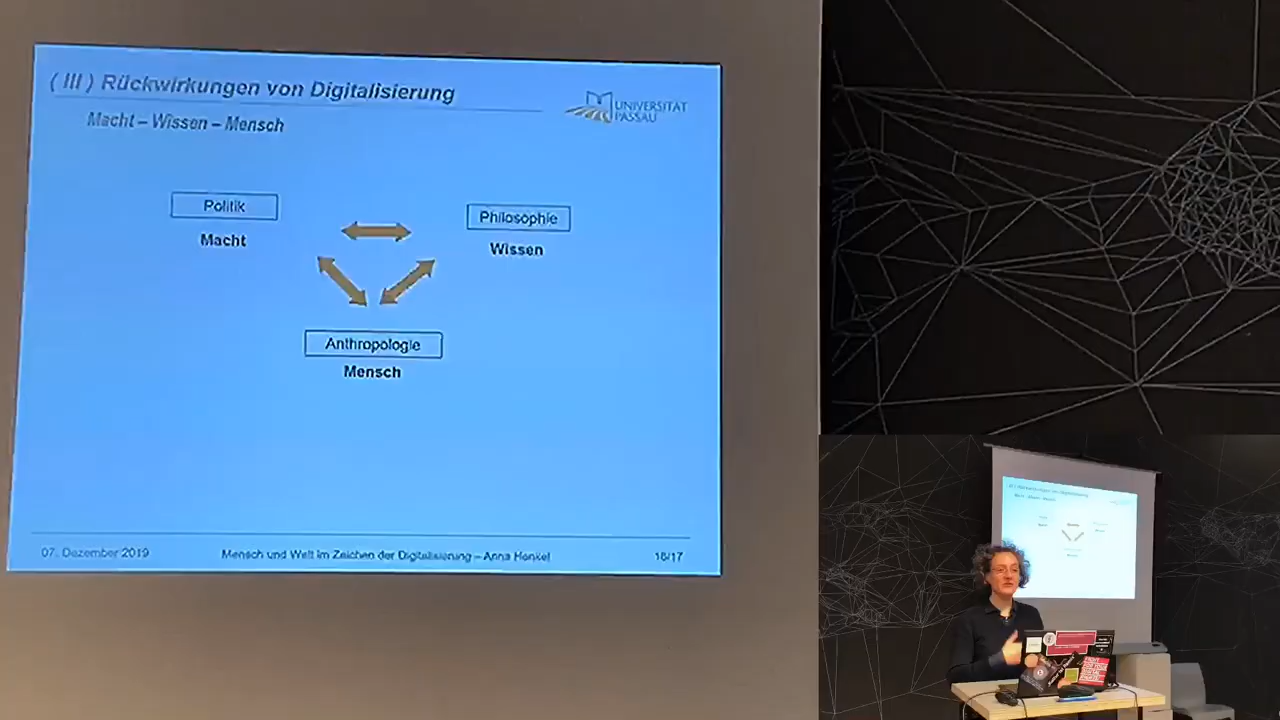 ( III ) Rückwirkungen von Digitalisierung
UNIVERSITÄT
PASSAU
Macht – Wissen – Mensch
Politik
Macht
Philosophie
Wissen
Anthropologie
Mensch
07. Dezember 2019
Mensch und Welt im Zeichen der Digitalisierung – Anna Henkel
16/17